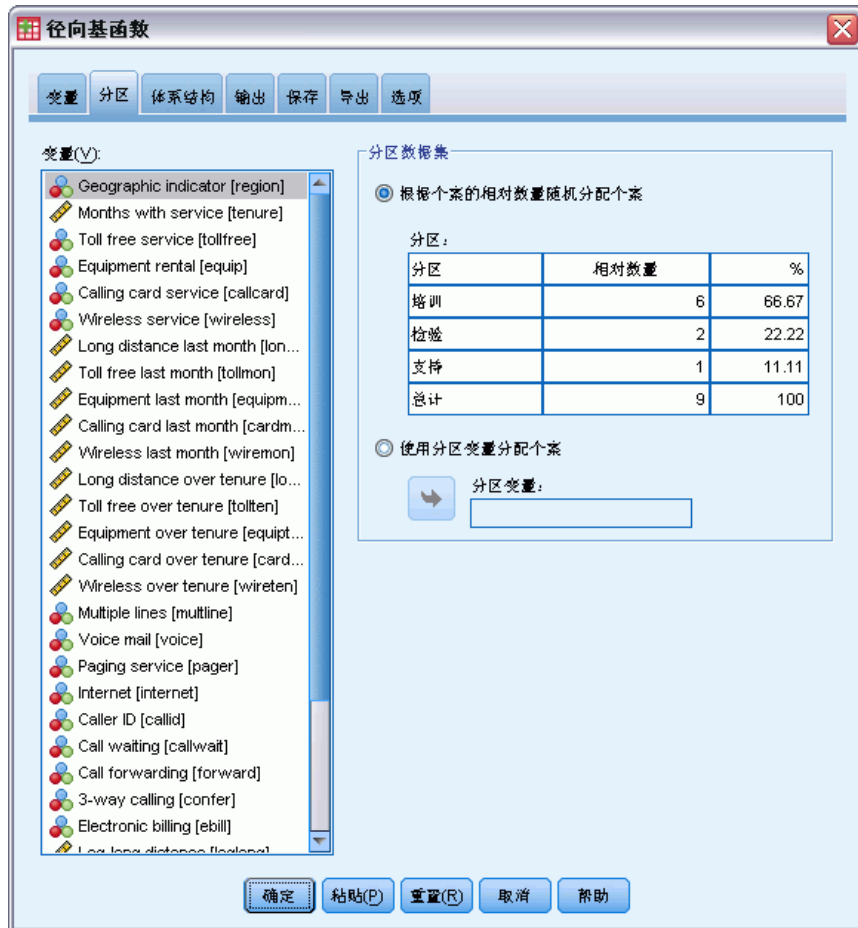 径向基函数
变量 分区 体系结构 输出 保存 导出 选项
变量(V):
Geographic indicator [region]
Months with service [tenure]
Toll free service [tollfree]
Equipment rental [equip]
Calling card service [callcard]
Wireless service [wireless]
Long distance last month [lon...
Toll free last month [tollmon]
Equipment last month [equipm...
Calling card last month [cardm...
Wireless last month [wiremon]
Long distance over tenure [lo...
Toll free over tenure [tollten]
Equipment over tenure [equipt...
Calling card over tenure [card...
Wireless over tenure [wireten]
Multiple lines [multline]
Voice mail [voice]
Paging service [pager]
Internet [internet]
Caller ID [callid]
Call waiting [callwait]
Call forwarding [forward]
3-way calling [confer]
Electronic billing [ebill]
Log-long distance [loglong]
分区数据集
根据个案的相对数量随机分配个案
分区:
分区 相对数量 %
培训 6 66.67
检验 2 22.22
支持 1 11.11
总计 9 100
使用分区变量分配个案
分区变量:
确定 粘贴(P) 重置(R) 取消 帮助